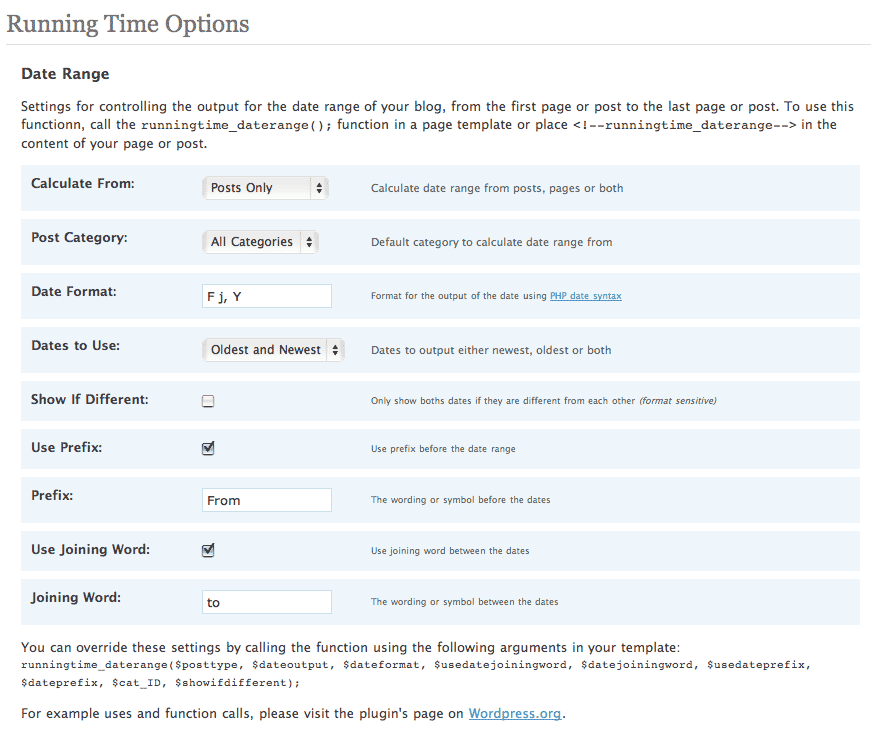 Running Time Options
Date Range
Settings for controlling the output for the date range of your blog, from the first page or post to the last page or post. To use this
functionn, call the runningtime_daterange(); function in a page template or place <!--runningtime_daterange--> in the
content of your page or post.
Calculate From: Posts Only Calculate date range from posts, pages or both
Post Category: All Categories Default category to calculate date range from
Date Format: F j, Y Format for the output of the date using PHP date syntax
Dates to Use: Oldest and Newest Dates to output either newest, oldest or both
Show If Different: Only show boths dates if they are different from each other (format sensitive)
Use Prefix: Use prefix before the date range
Prefix: From The wording or symbol before the dates
Use Joining Word: Use joining word between the dates
Joining Word: to The wording or symbol between the dates
You can override these settings by calling the function using the following arguments in your template:
runningtime_daterange($posttype, $dateoutput, $dateformat, $usedatejoiningword, $datejoiningword, $usedateprefix,
$dateprefix, $cat_ID, $showifdifferent);
For example uses and function calls, please visit the plugin's page on Wordpress.org.